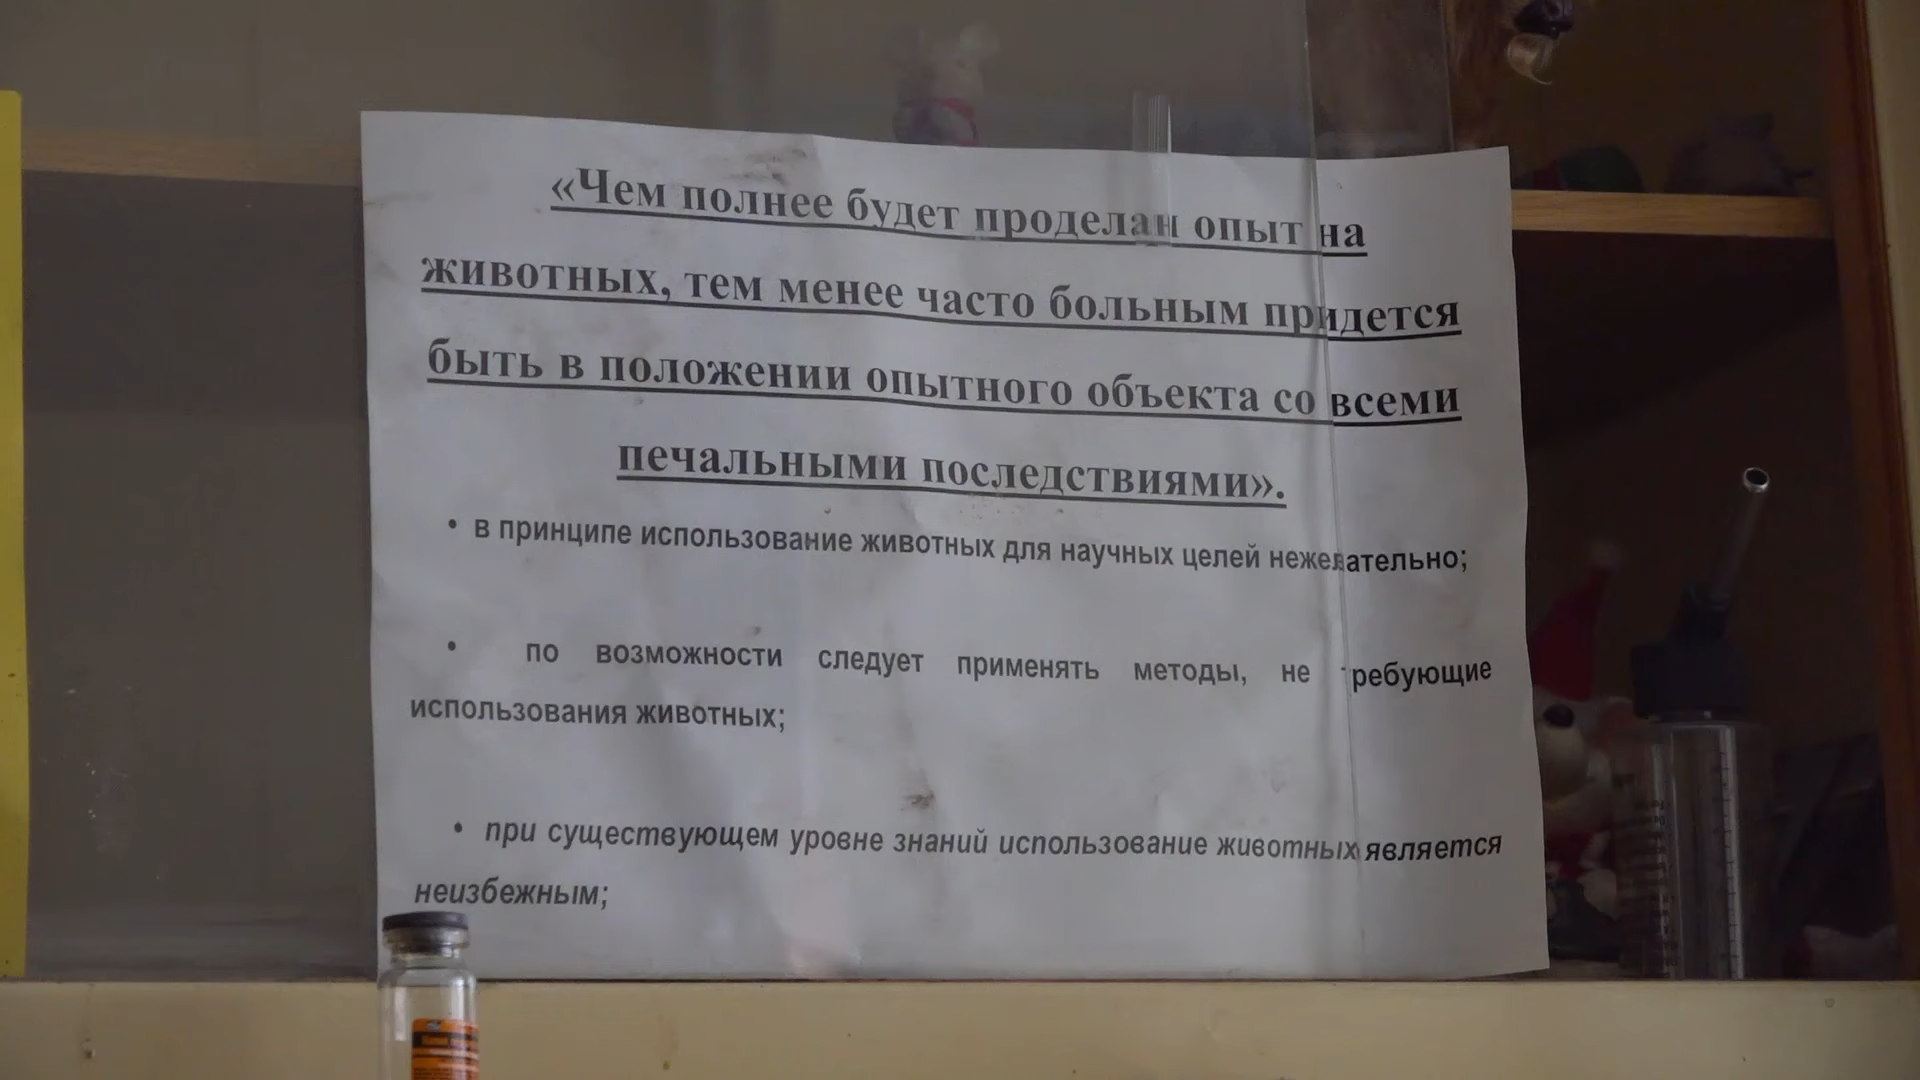 «Чем полнее будет проделан опыт на
животных, тем менее часто больным придется
быть в положении опытного объекта со всеми
печальными последствиями».
• в принципе использование животных для научных целей нежелательно;
• по возможности следует применять методы, не требующие
использования животных;
• при существующем уровне знаний использование животных является
неизбежным;